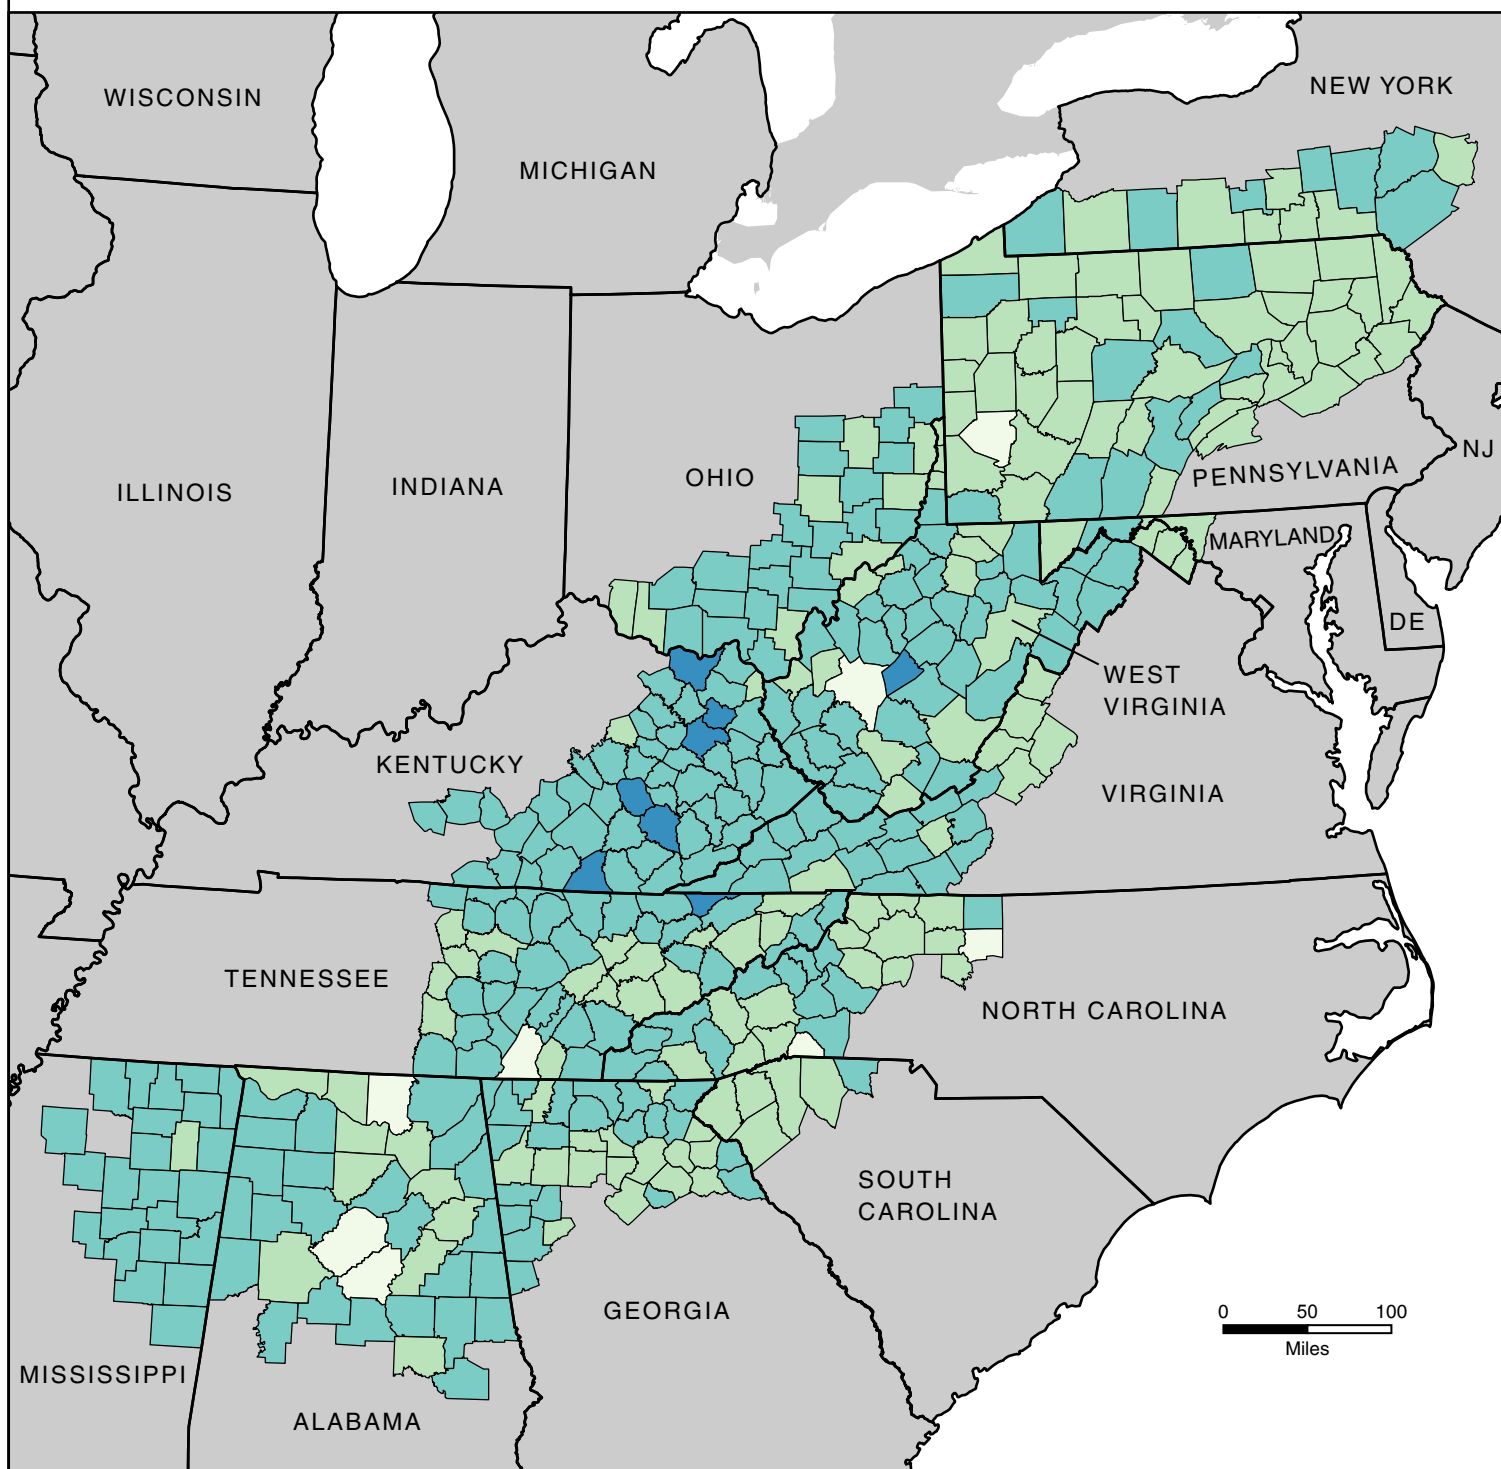 WISCONSIN
NEW YORK
MICHIGAN
ILLINOIS
INDIANA
OHIO
PENNSYLVANIA
NJ
MARYLAND
DE
WEST
VIRGINIA
KENTUCKY
VIRGINIA
TENNESSEE
NORTH CAROLINA
SOUTH
CAROLINA
GEORGIA
MISSISSIPPI
ALABAMA
0 50 100
Miles